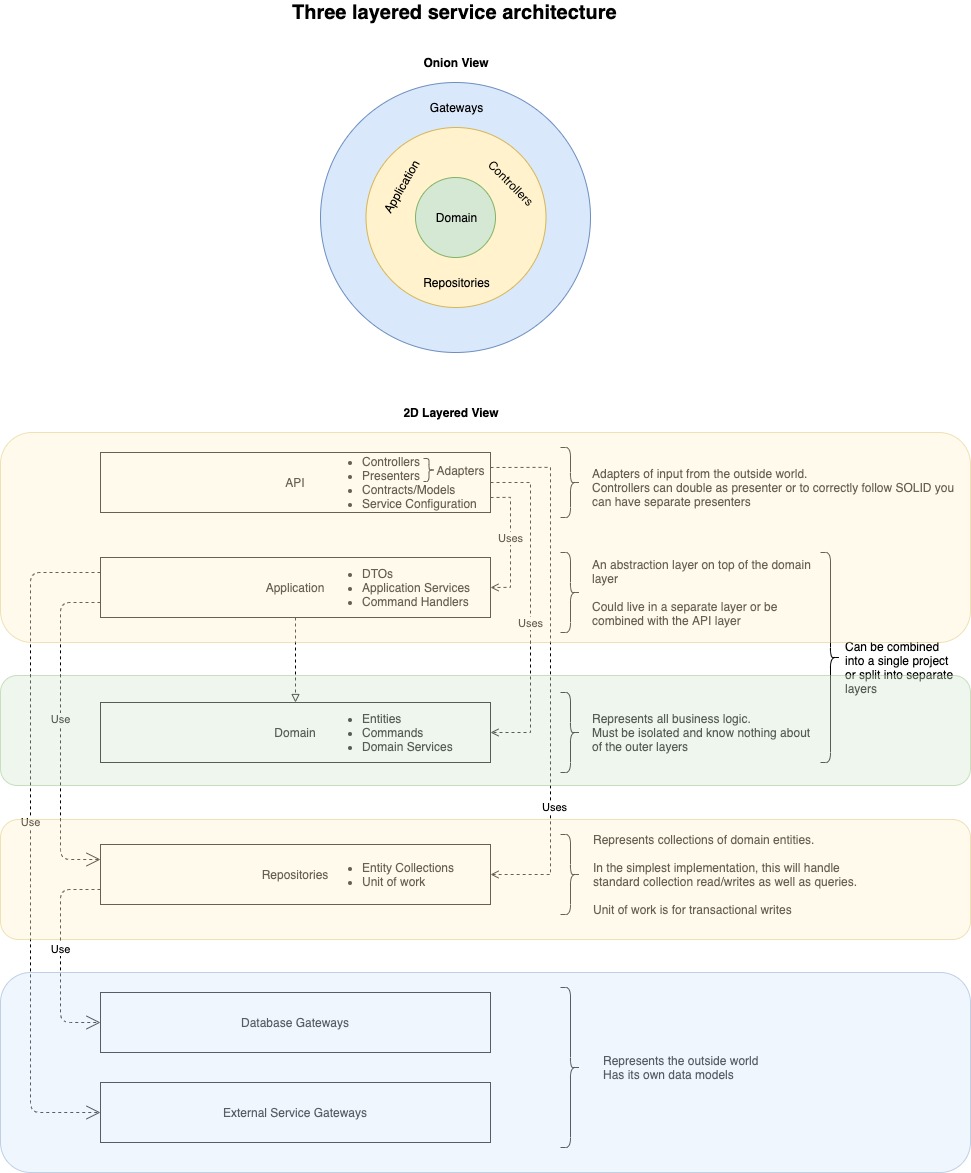 Three layered service architecture
Onion View
Gateways
Application
Controllers
Domain
Repositories
2D Layered View
API
Controllers
Presenters
Adapters
Contracts/Models
Service Configuration
Adapters of input from the outside world.
Controllers can double as presenter or to correctly follow SOLID you
can have separate presenters
Uses
Application
DTOs
Application Services
Command Handlers
An abstraction layer on top of the domain
layer
Could live in a separate layer or be
combined with the API layer
Uses
Can be combined
into a single project
or split into separate
layers
Use
Domain
Entities
Commands
Domain Services
Represents all business logic.
Must be isolated and know nothing about
of the outer layers
Uses
Use
Repositories
Entity Collections
Unit of work
Represents collections of domain entities.
In the simplest implementation, this will handle
standard collection read/writes as well as queries.
Unit of work is for transactional writes
Use
Database Gateways
External Service Gateways
Represents the outside world
Has its own data models